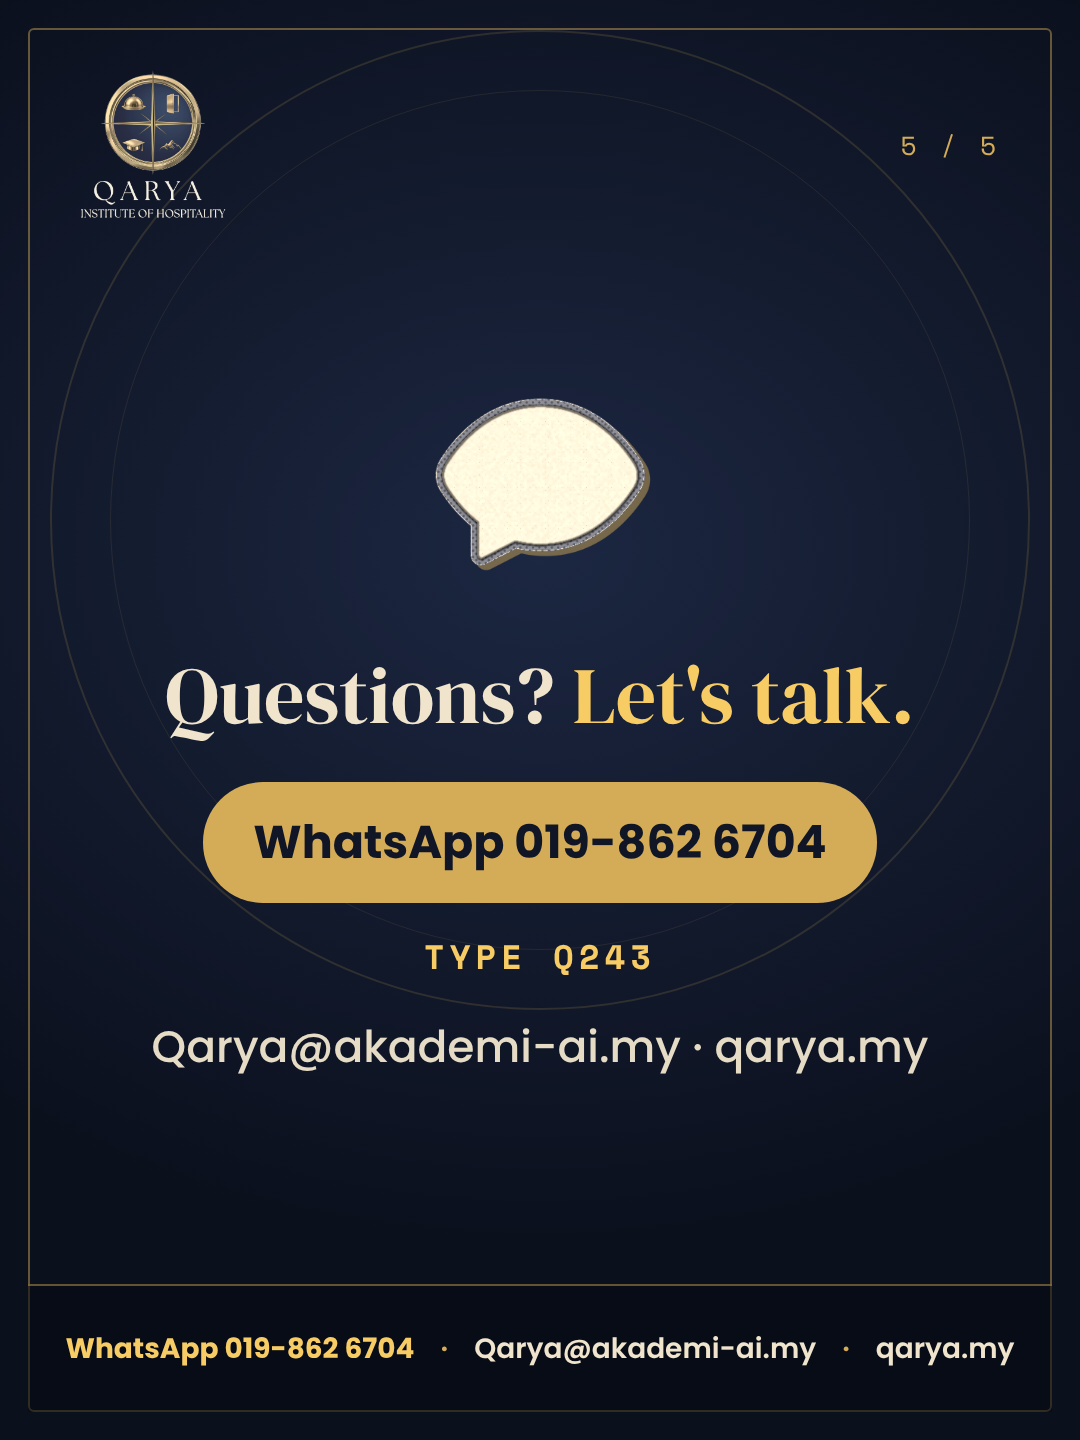 QARYA
INSTITUTE OF HOSPITALITY
5 / 5
Questions? Let's talk.
WhatsApp 019-862 6704
TYPE Q243
Qarya@akademi-ai.my · qarya.my
WhatsApp 019-862 6704 · Qarya@akademi-ai.my · qarya.my